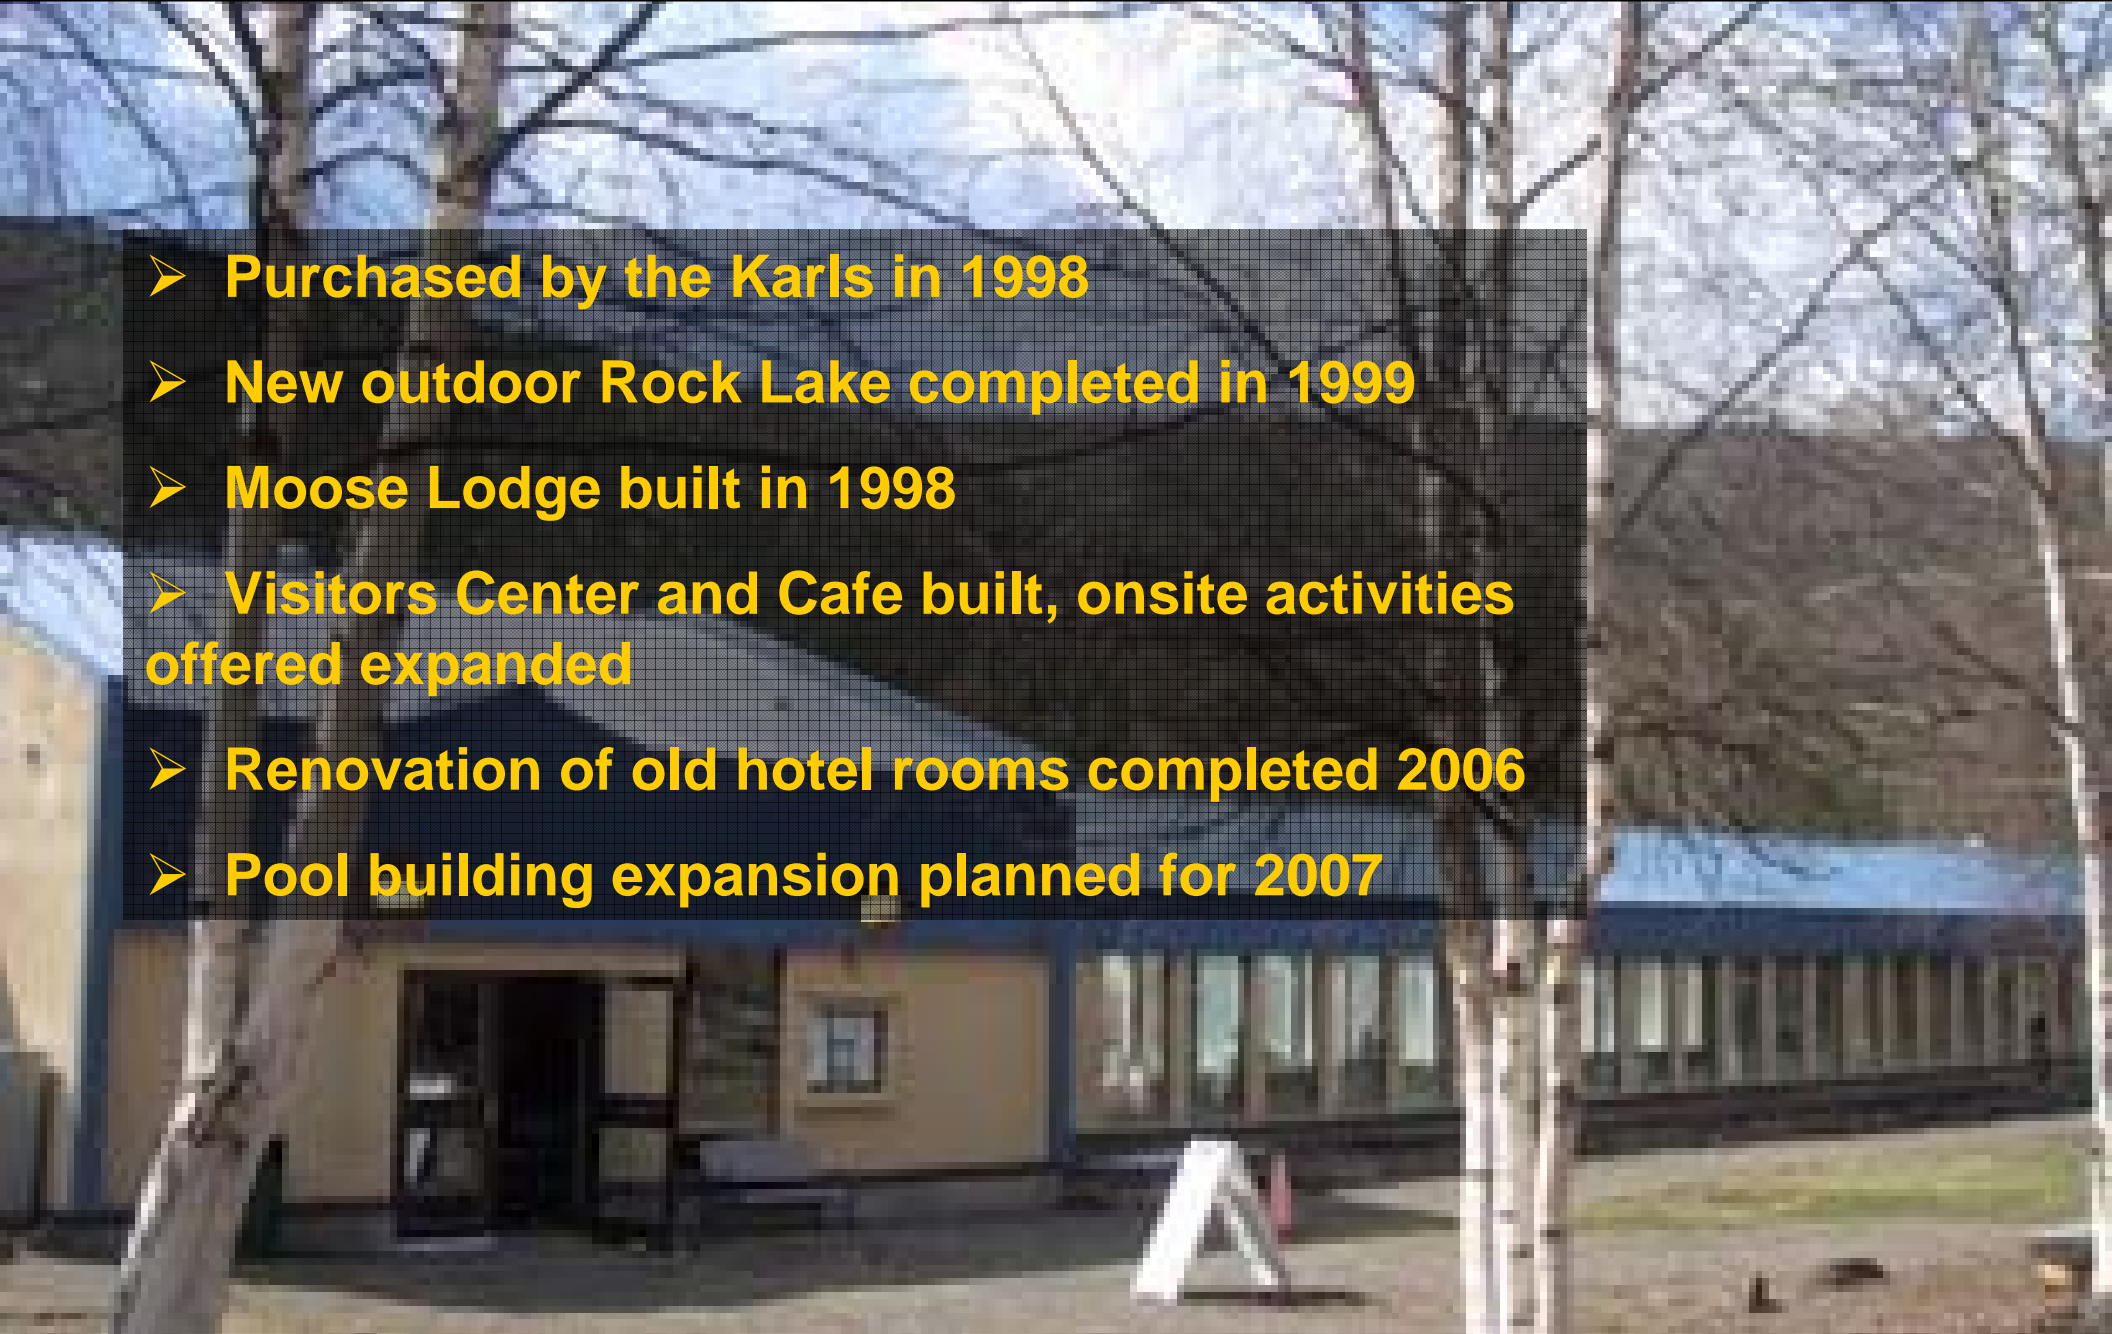 ➢ Purchased by the Karls in 1998
➢ New outdoor Rock Lake completed in 1999
➢ Moose Lodge built in 1998
➢ Visitors Center and Cafe built, onsite activities
offered expanded
➢ Renovation of old hotel rooms completed 2006
➢ Pool building expansion planned for 2007